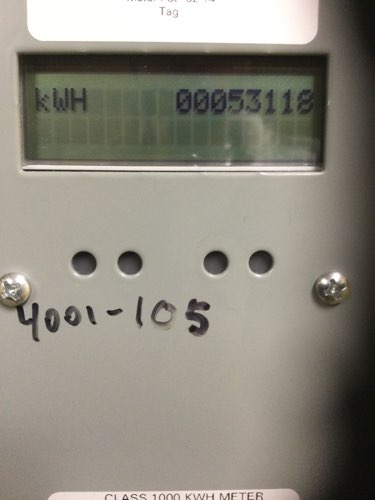 Tag
kWH 00053118
4001-105
CLASS 1000 KWH METER